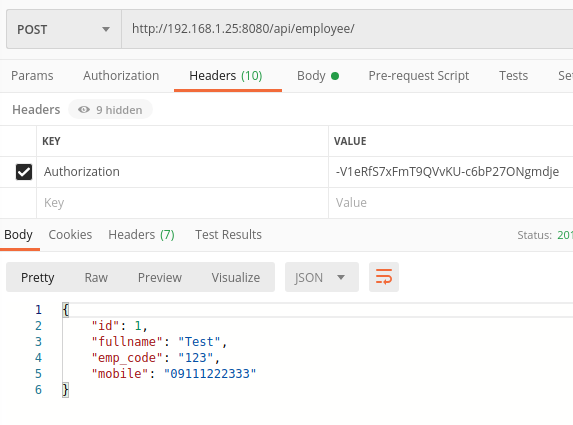 POST http://192.168.1.25:8080/api/employee/
Params Authorization Headers (10) Body Pre-request Script Tests Se
Headers 9 hidden
KEY VALUE
Authorization -V1eRfS7xFmT9QVvKU-c6bP27ONgmdje
Key Value
Body Cookies Headers (7) Test Results Status: 201
Pretty Raw Preview Visualize JSON
1 {
2 "id": 1,
3 "fullname": "Test",
4 "emp_code": "123",
5 "mobile": "09111222333"
6 }